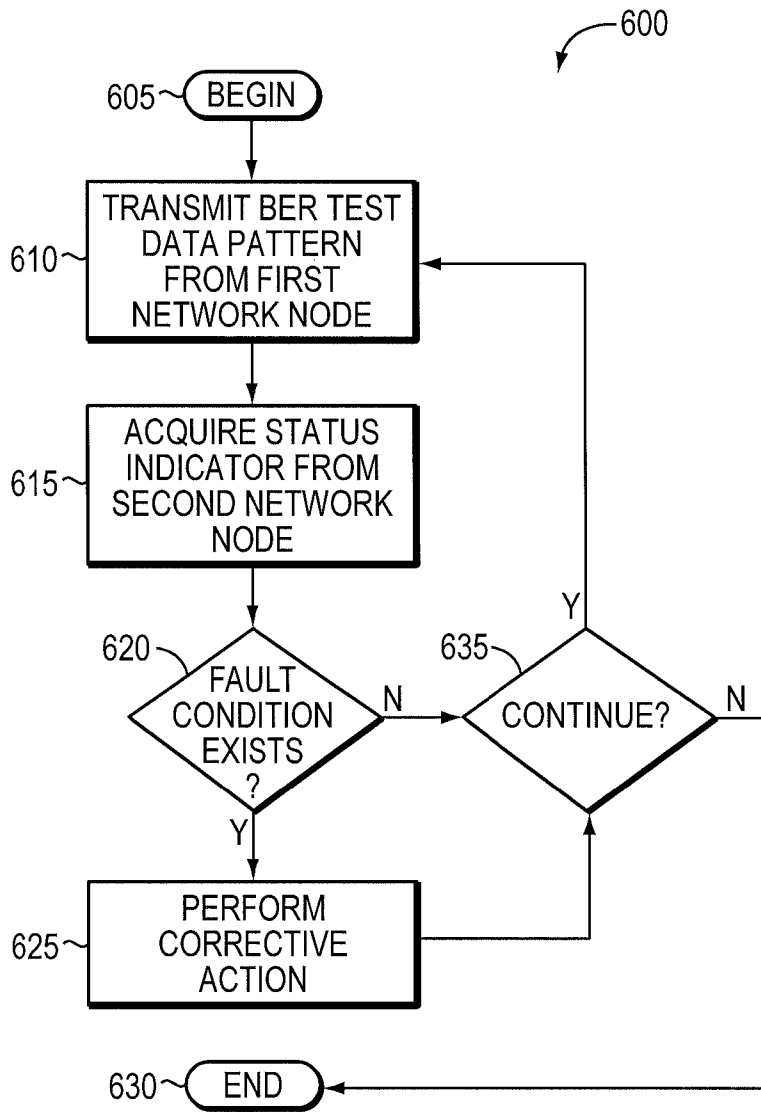 600
605
BEGIN
610
TRANSMIT BER TEST
DATA PATTERN
FROM FIRST
NETWORK NODE
615
ACQUIRE STATUS
INDICATOR FROM
SECOND NETWORK
NODE
620
FAULT
CONDITION
EXISTS
?
N
Y
635
CONTINUE?
Y
N
625
PERFORM
CORRECTIVE
ACTION
630
END